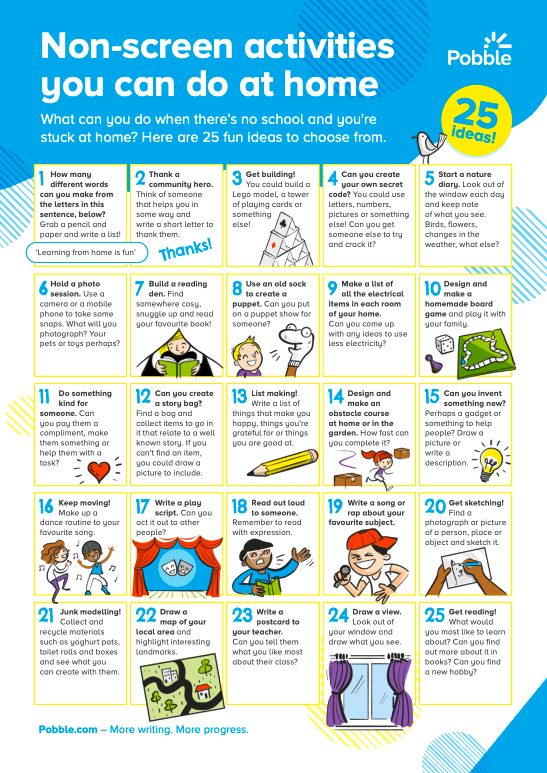 Non-screen activities
you can do at home
Pobble
What can you do when there's no school and you're
stuck at home? Here are 25 fun ideas to choose from.
25
ideas!
1 How many
different words
can you make from
the letters in this
sentence, below?
Grab a pencil and
paper and write a list!
'Learning from home is fun'
2 Thank a
community hero.
Think of someone
that helps you in
some way and
write a short letter to
thank them.
Thanks!
3 Get building!
You could build a
Lego model, a tower
of playing cards or
something
else!
4 Can you create
your own secret
code? You could use
letters, numbers,
pictures or something
else! Can you get
someone else to try
and crack it?
5 Start a nature
diary. Look out of
the window each day
and keep note
of what you see.
Birds, flowers,
changes in the
weather, what else?
6 Hold a photo
session. Use a
camera or a mobile
phone to take some
snaps. What will you
photograph? Your
pets or toys perhaps?
7 Build a reading
den. Find
somewhere cosy,
snuggle up and read
your favourite book!
8 Use an old sock
to create a
puppet. Can you put
on a puppet show for
someone?
9 Make a list of
all the electrical
items in each room
of your home.
Can you come up
with any ideas to use
less electricity?
10 Design and
make a
homemade board
game and play it with
your family.
11 Do something
kind for
someone. Can
you pay them a
compliment, make
them something or
help them with a
task?
12 Can you create
a story bag?
Find a bag and
collect items to go in
it that relate to a well
known story. If you
can't find an item,
you could draw a
picture to include.
13 List making!
Write a list of
things that make you
happy, things you're
grateful for or things
you are good at.
14 Design and
make an
obstacle course
at home or in the
garden. How fast can
you complete it?
15 Can you invent
something new?
Perhaps a gadget or
something to help
people? Draw a
picture or
write a
description.
16 Keep moving!
Make up a
dance routine to your
favourite song.
17 Write a play
script. Can you
act it out to other
people?
18 Read out loud
to someone.
Remember to read
with expression.
19 Write a song or
rap about your
favourite subject.
20 Get sketching!
Find a
photograph or picture
of a person, place or
object and sketch it.
21 Junk modelling!
Collect and
recycle materials
such as yoghurt pots,
toilet rolls and boxes
and see what you
can create with them.
22 Draw a
map of your
local area and
highlight interesting
landmarks.
23 Write a
postcard to
your teacher.
Can you tell them
what you like most
about their class?
24 Draw a view.
Look out of
your window and
draw what you see.
25 Get reading!
What would
you most like to learn
about? Can you find
out more about it in
books? Can you find
a new hobby?
Pobble.com – More writing. More progress.